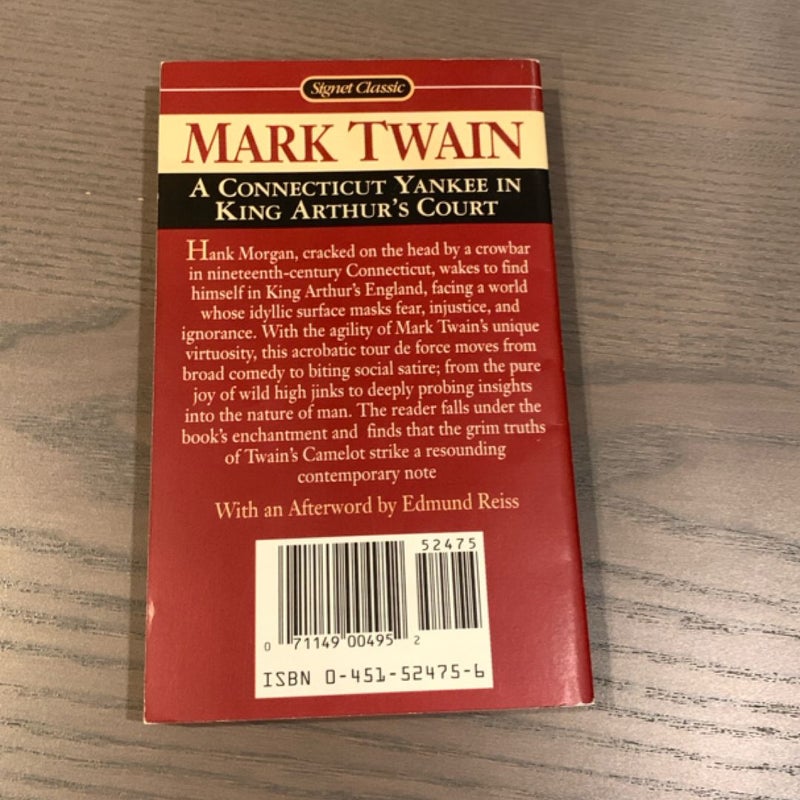 Signet Classic
MARK TWAIN
A CONNECTICUT YANKEE IN
KING ARTHUR'S COURT
Hank Morgan, cracked on the head by a crowbar
in nineteenth-century Connecticut, wakes to find
himself in King Arthur's England, facing a world
whose idyllic surface masks fear, injustice, and
ignorance. With the agility of Mark Twain's unique
virtuosity, this acrobatic tour de force moves from
broad comedy to biting social satire; from the pure
joy of wild high jinks to deeply probing insights
into the nature of man. The reader falls under the
book's enchantment and finds that the grim truths
of Twain's Camelot strike a resounding
contemporary note
With an Afterword by Edmund Reiss
52475
0 71149 00495 2
ISBN 0-451-52475-6